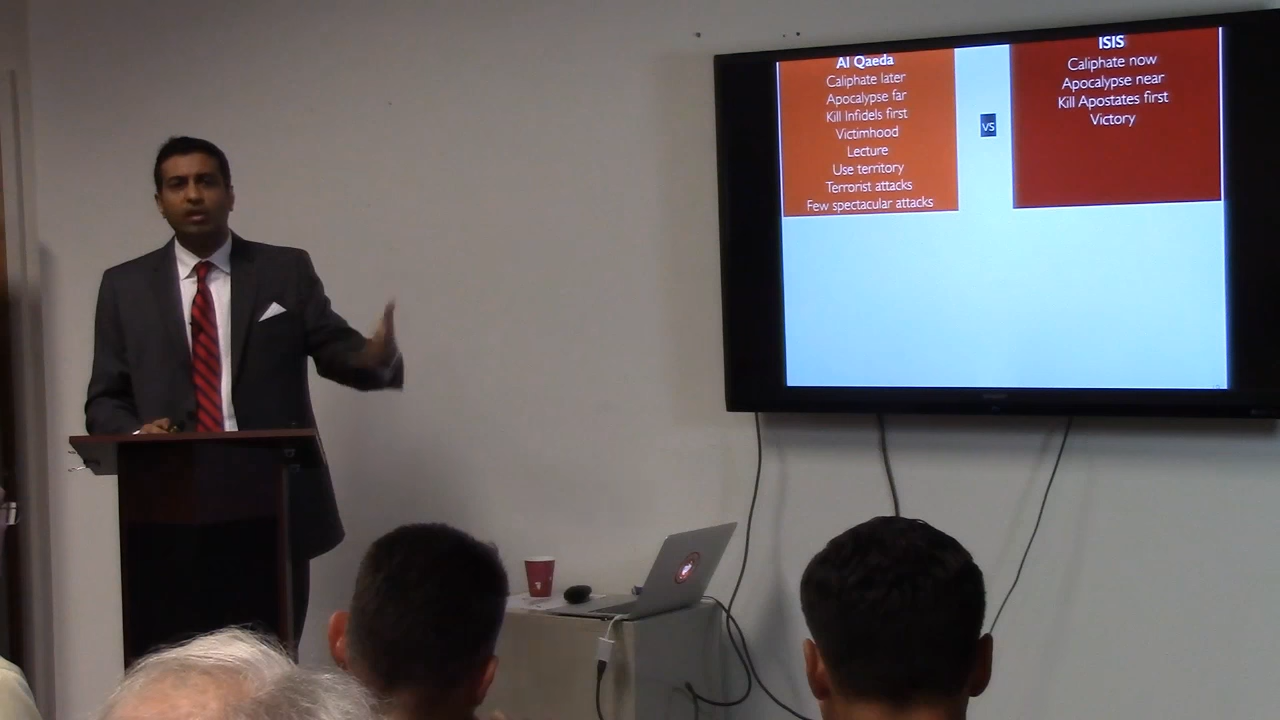 Al Qaeda
Caliphate later
Apocalypse far
Kill Infidels first
Victimhood
Lecture
Use territory
Terrorist attacks
Few spectacular attacks
vs
ISIS
Caliphate now
Apocalypse near
Kill Apostates first
Victory